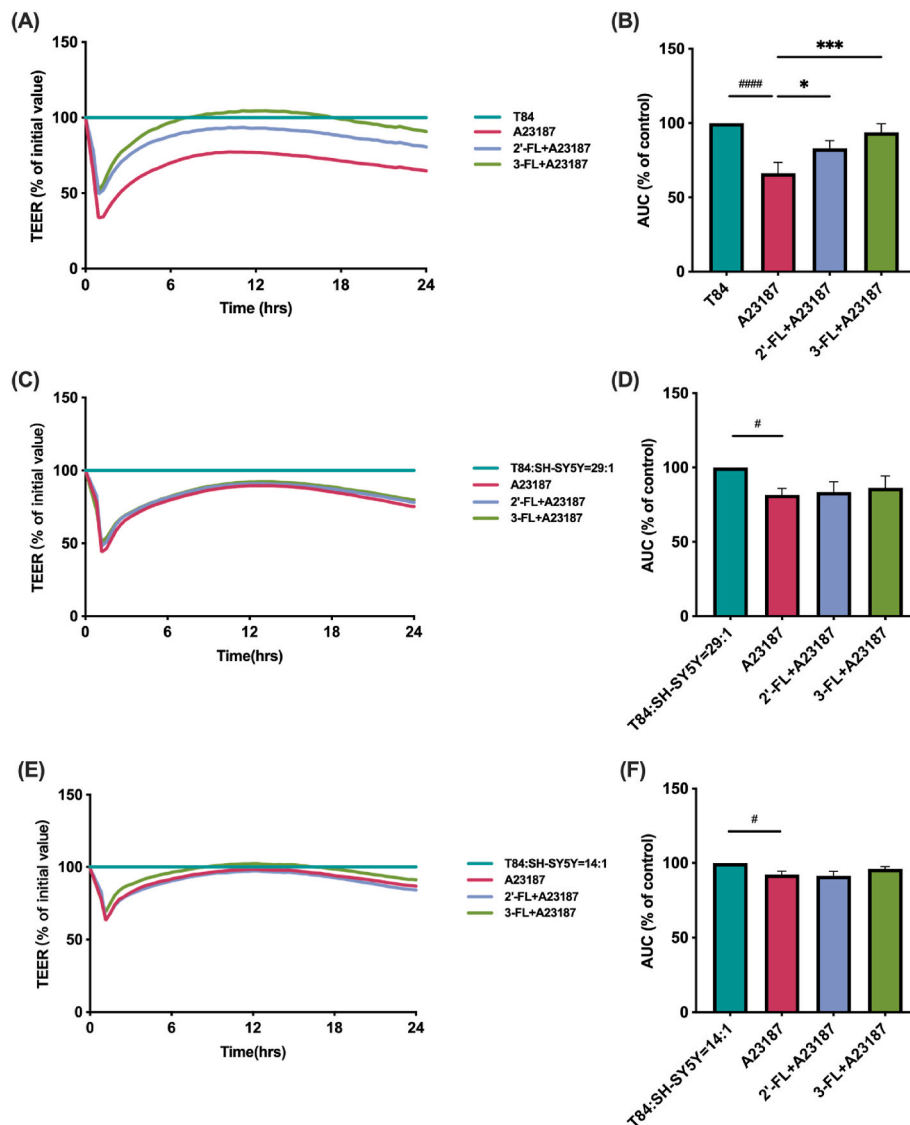 (A)
TEER (% of initial value)
150
100
50
0
0 6 12 18 24
Time (hrs)
T84
A23187
2'-FL+A23187
3-FL+A23187
(B)
AUC (% of control)
150
100
50
0
####
*
***
T84
A23187
2'-FL+A23187
3-FL+A23187
(C)
TEER (% of initial value)
150
100
50
0
0 6 12 18 24
Time(hrs)
T84:SH-SY5Y=29:1
A23187
2'-FL+A23187
3-FL+A23187
(D)
AUC (% of control)
150
100
50
0
#
T84:SH-SY5Y=29:1
A23187
2'-FL+A23187
3-FL+A23187
(E)
TEER (% of initial value)
150
100
50
0
0 6 12 18 24
Time(hrs)
T84:SH-SY5Y=14:1
A23187
2'-FL+A23187
3-FL+A23187
(F)
AUC (% of control)
150
100
50
0
#
T84:SH-SY5Y=14:1
A23187
2'-FL+A23187
3-FL+A23187